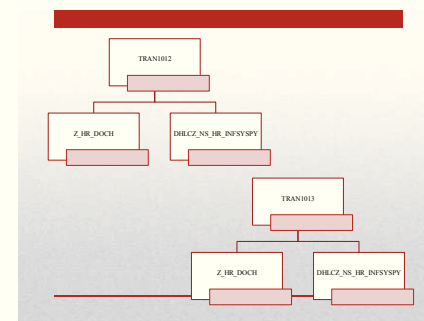 TRAN1012
Z_HR_DOCH
DHLCZ_NS_HR_INFSYSPY
TRAN1013
Z_HR_DOCH
DHLCZ_NS_HR_INFSYSPY